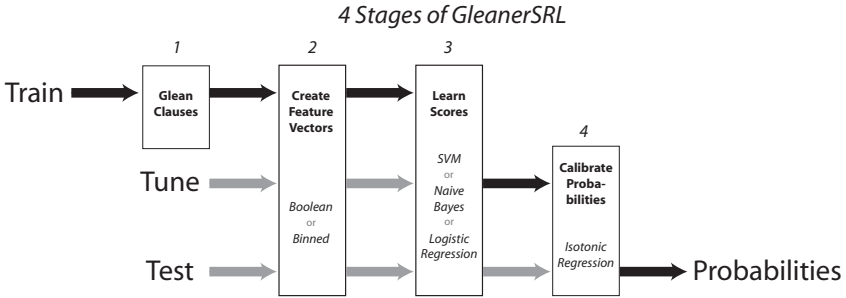 4 Stages of GleanerSRL
1
2
3
4
Train
Glean
Clauses
Create
Feature
Vectors
Boolean
or
Binned
Learn
Scores
SVM
or
Naive
Bayes
or
Logistic
Regression
Calibrate
Proba-
bilities
Isotonic
Regression
Tune
Test
Probabilities